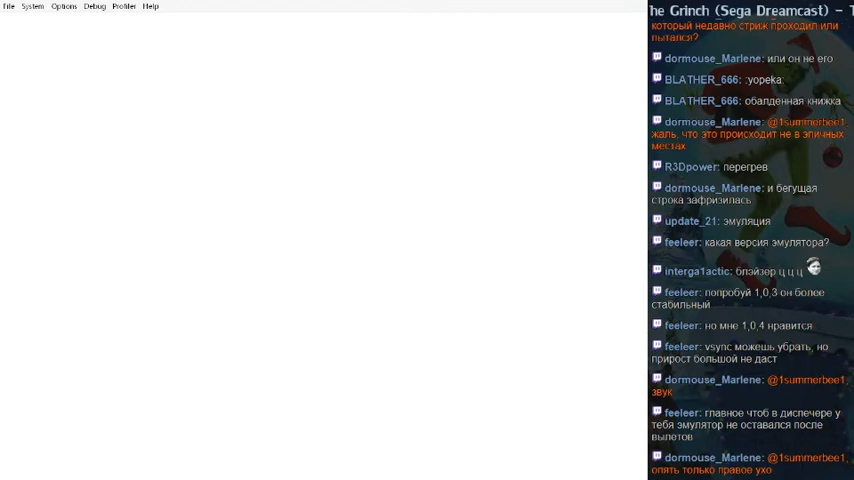 File System Options Debug Profiler Help
he Grinch (Sega Dreamcast) –
который недавно стриж проходил или
пытался?
dormouse_Marlene: или он не его
BLATHER_666: :yopeka:
BLATHER_666: обалденная книжка
dormouse_Marlene: @1summerbee1,
жаль, что это происходит не в эпичных
местах
R3Dpower: перегрев
dormouse_Marlene: и бегущая
строка зафризилась
update_21: эмуляция
feeleer: какая версия эмулятора?
interga1actic: блэйзер ц ц ц
feeleer: попробуй 1,0,3 он более
стабильный
feeleer: но мне 1,0,4 нравится
feeleer: vsync можешь убрать, но
прирост большой не даст
dormouse_Marlene: @1summerbee1,
звук
feeleer: главное чтоб в диспечере у
тебя эмулятор не оставался после
вылетов
dormouse_Marlene: @1summerbee1,
опять только правое ухо